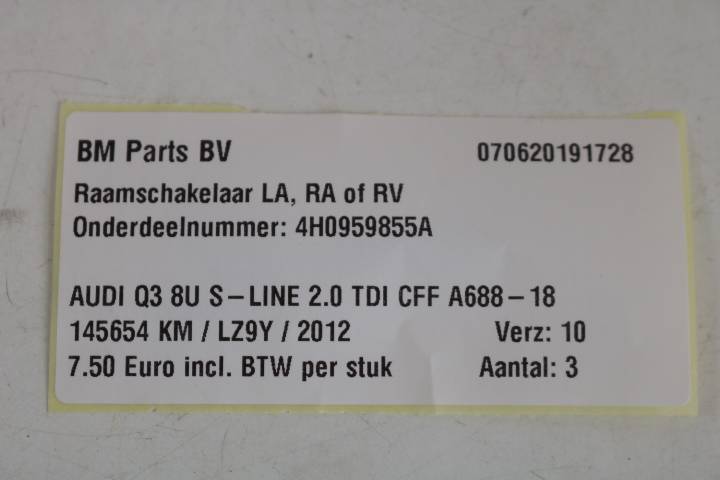 BM Parts BV 070620191728
Raamschakelaar LA, RA of RV
Onderdeelnummer: 4H0959855A
AUDI Q3 8U S-LINE 2.0 TDI CFF A688-18
145654 KM / LZ9Y / 2012 Verz: 10
7.50 Euro incl. BTW per stuk Aantal: 3